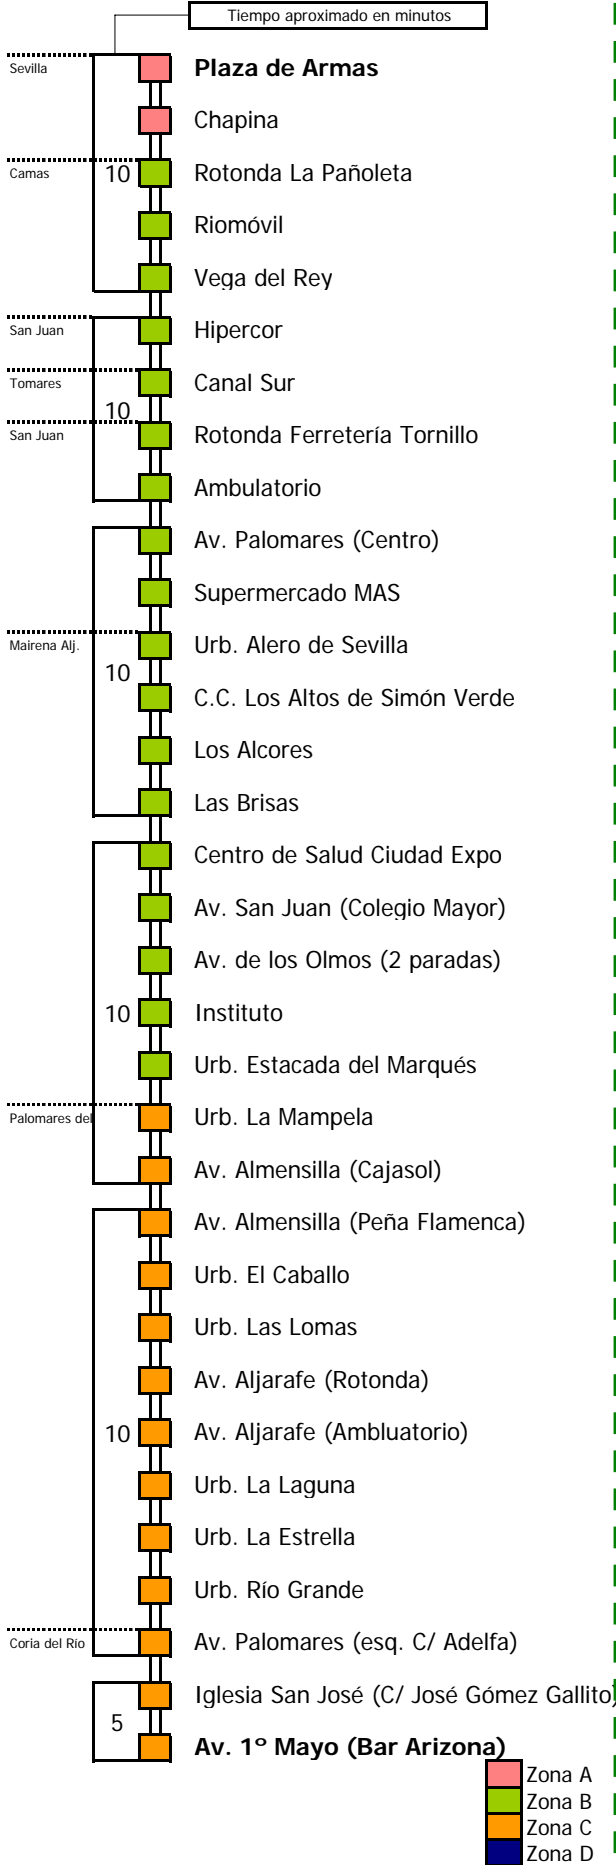 Tiempo aproximado en minutos
Sevilla
Plaza de Armas
Chapina
Camas
10
Rotonda La Pañoleta
Riomóvil
Vega del Rey
San Juan
Hipercor
Tomares
Canal Sur
10
San Juan
Rotonda Ferretería Tornillo
Ambulatorio
Av. Palomares (Centro)
Supermercado MAS
Mairena Alj.
Urb. Alero de Sevilla
10
C.C. Los Altos de Simón Verde
Los Alcores
Las Brisas
Centro de Salud Ciudad Expo
Av. San Juan (Colegio Mayor)
Av. de los Olmos (2 paradas)
10
Instituto
Urb. Estacada del Marqués
Palomares del
Urb. La Mampela
Av. Almensilla (Cajasol)
Av. Almensilla (Peña Flamenca)
Urb. El Caballo
Urb. Las Lomas
Av. Aljarafe (Rotonda)
10
Av. Aljarafe (Ambluatorio)
Urb. La Laguna
Urb. La Estrella
Urb. Río Grande
Coria del Río
Av. Palomares (esq. C/ Adelfa)
Iglesia San José (C/ José Gómez Gallito)
5
Av. 1º Mayo (Bar Arizona)
Zona A
Zona B
Zona C
Zona D